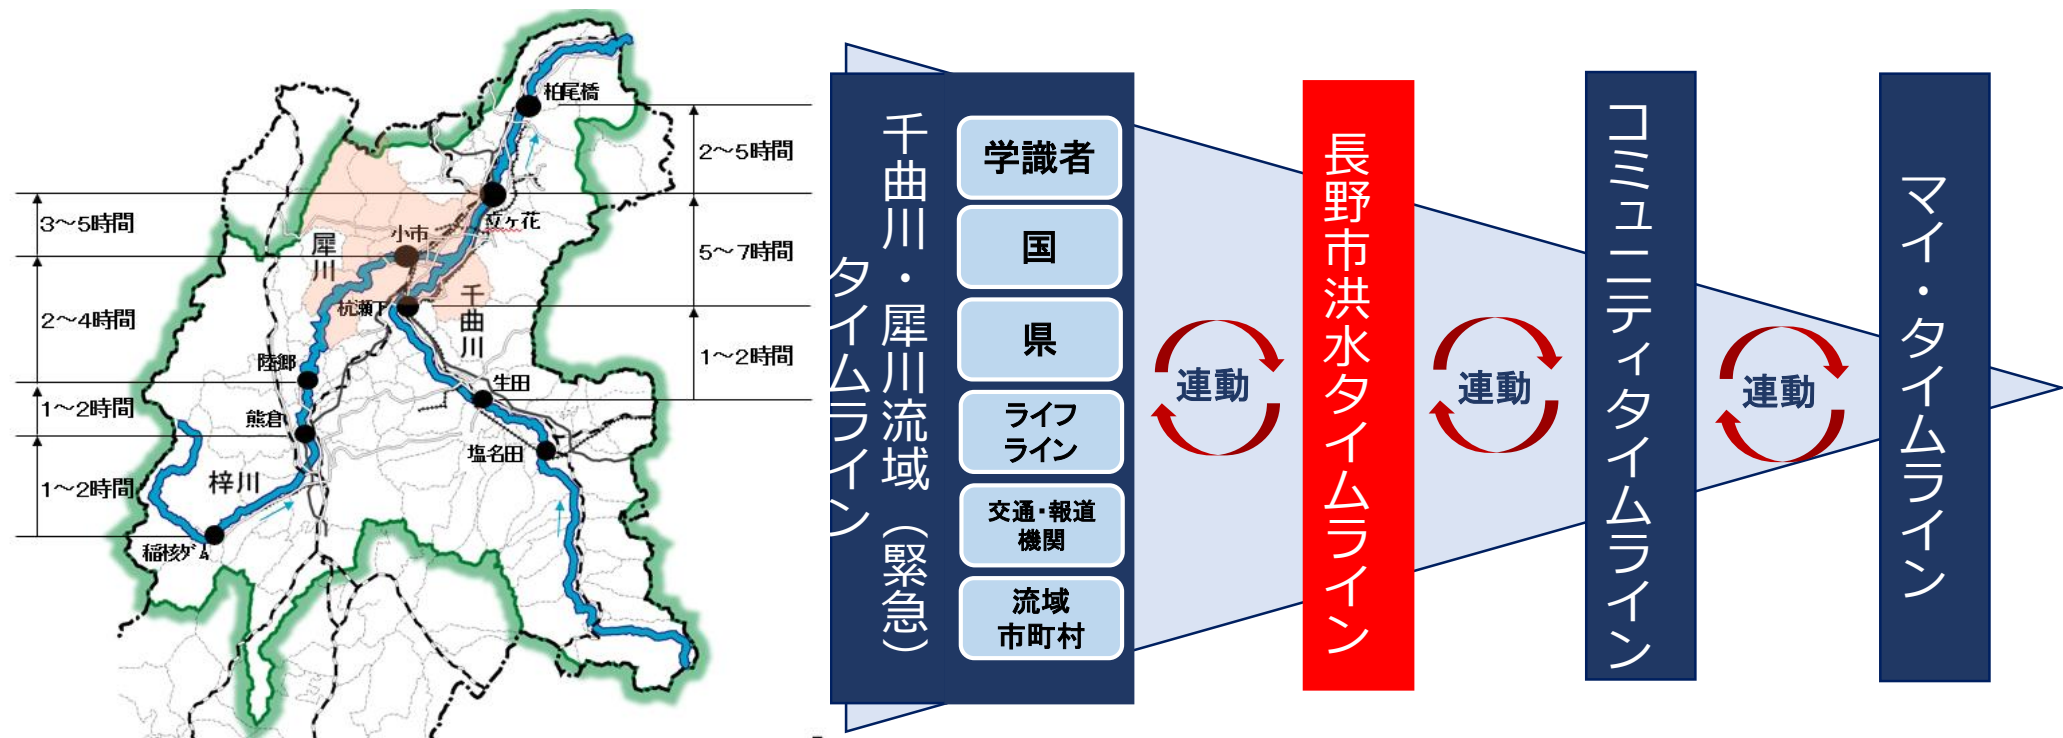 柏尾橋
2～5時間
3～5時間
立ヶ花
小市
犀川
5～7時間
杭瀬下
千曲川
2～4時間
陸郷
1～2時間
生田
1～2時間
熊倉
塩名田
1～2時間
梓川
稲核ダム
千曲川・犀川流域（緊急）
タイムライン
学識者
国
県
ライフ
ライン
交通・報道
機関
流域
市町村
連動
長野市洪水タイムライン
連動
コミュニティタイムライン
連動
マイ・タイムライン